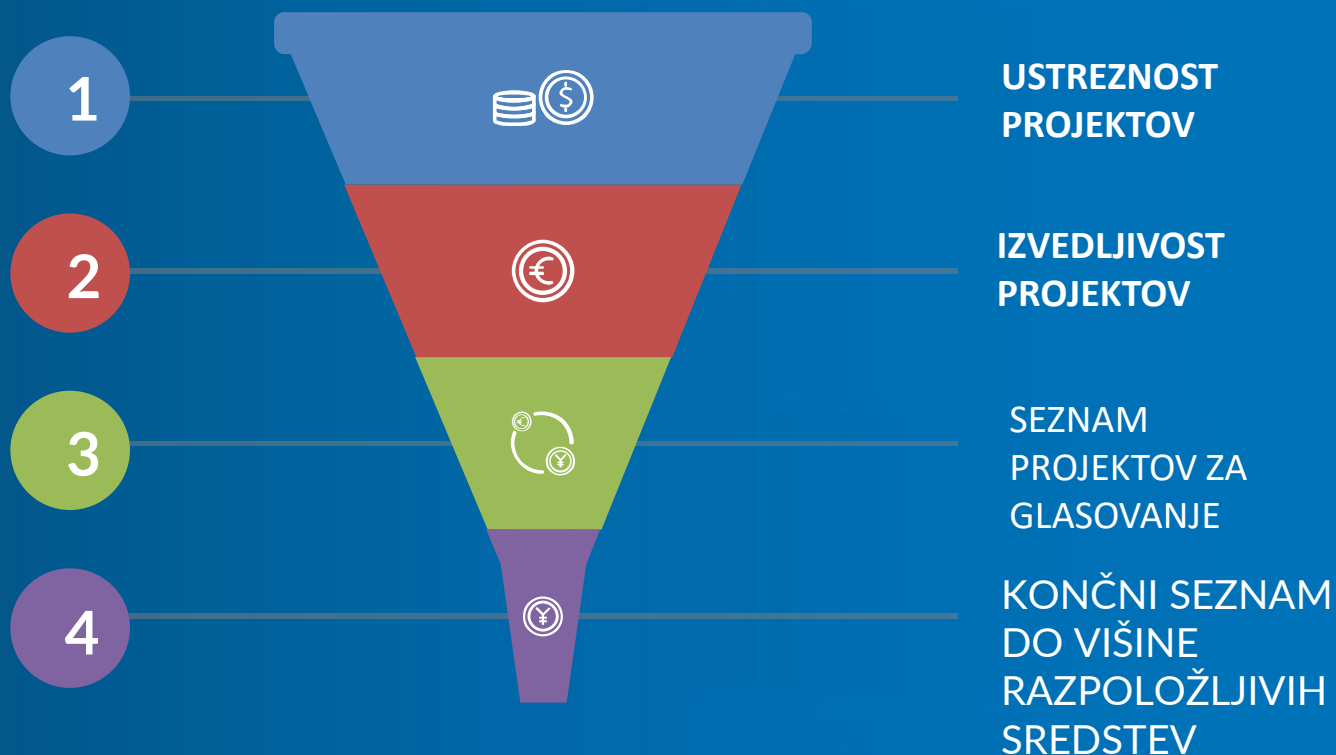 1
USTREZNOST
PROJEKTOV
2
IZVEDLJIVOST
PROJEKTOV
3
SEZNAM
PROJEKTOV ZA
GLASOVANJE
4
KONČNI SEZNAM
DO VIŠINE
RAZPOLOŽLJIVIH
SREDSTEV